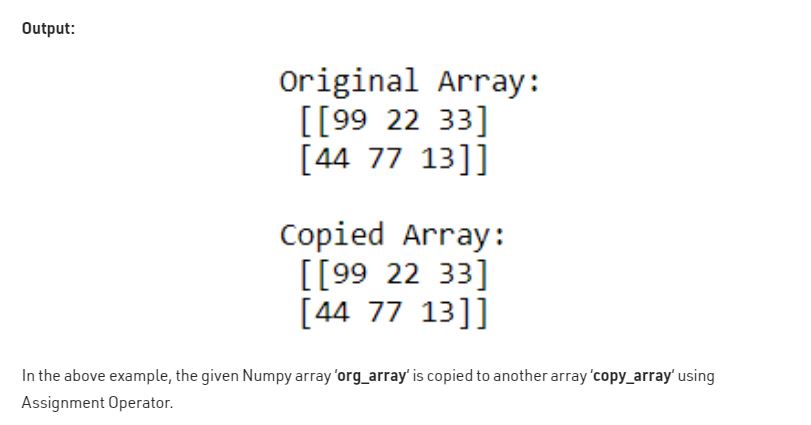 Output:
Original Array:
[[99 22 33]
[44 77 13]]
Copied Array:
[[99 22 33]
[44 77 13]]
In the above example, the given Numpy array 'org_array' is copied to another array 'copy_array' using
Assignment Operator.